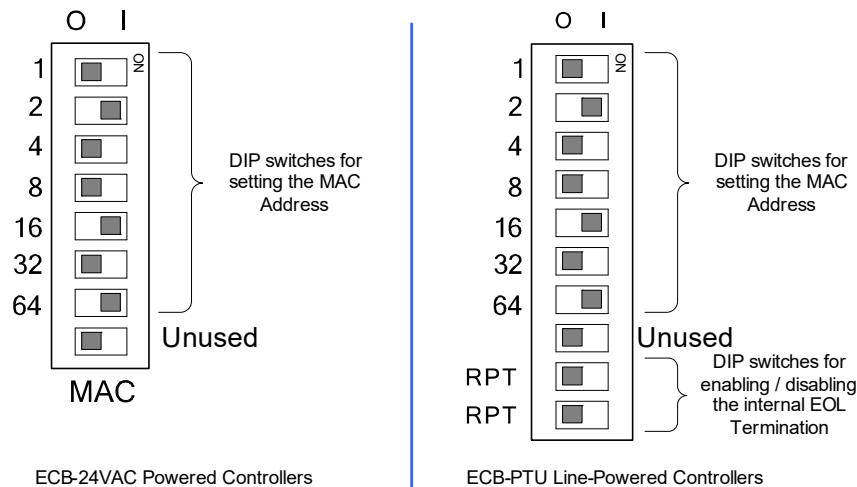 O I
ON
1
2
4
8
16
32
64
DIP switches for
setting the MAC
Address
Unused
MAC
ECB-24VAC Powered Controllers
O I
ON
1
2
4
8
16
32
64
DIP switches for
setting the MAC
Address
Unused
RPT
RPT
DIP switches for
enabling / disabling
the internal EOL
Termination
ECB-PTU Line-Powered Controllers